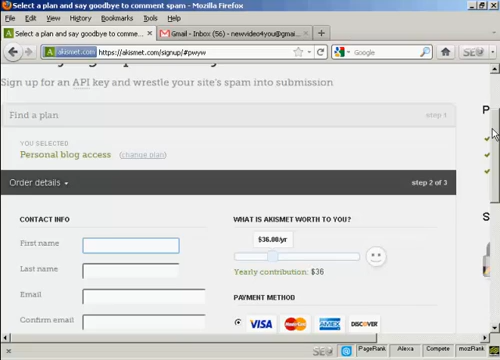 Select a plan and say goodbye to comment spam - Mozilla Firefox
File Edit View History Bookmarks Tools Help
Select a plan and say goodbye to comme...
Gmail - Inbox (56) - newvideo4you@gmai...
akismet.com https://akismet.com/signup/#pwyw
Google
Sign up for an API key and wrestle your site's spam into submission
Find a plan
step 1
YOU SELECTED
Personal blog access (change plan)
Order details
step 2 of 3
CONTACT INFO
First name
Last name
Email
Confirm email
WHAT IS AKISMET WORTH TO YOU?
$36.00/yr
Yearly contribution: $36
PAYMENT METHOD
VISA
MasterCard
DISCOVER
P
S
PageRank
Alexa
Compete
mozRank